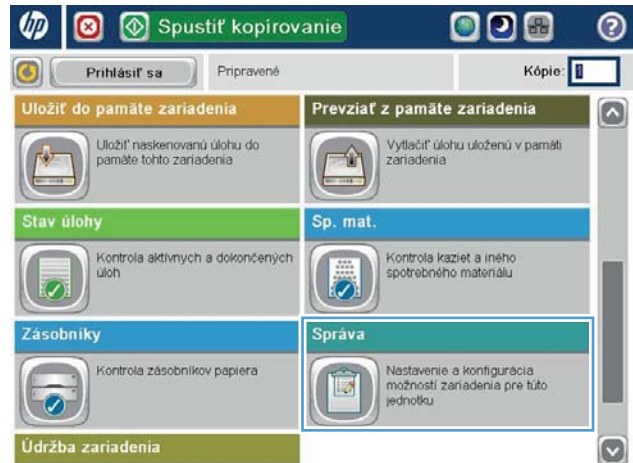 hp
Spustiť kopírovanie
?
Prihlásiť sa
Pripravené
Kópie: 1
Uložiť do pamäte zariadenia
Uložiť naskenovanú úlohu do
pamäte tohto zariadenia
Prevziať z pamäte zariadenia
Vytlačiť úlohu uloženú v pamäti
zariadenia
Stav úlohy
Kontrola aktívnych a dokončených
úloh
Sp. mat.
Kontrola kaziet a iného
spotrebného materiálu
Zásobníky
Kontrola zásobníkov papiera
Správa
Nastavenie a konfigurácia
možností zariadenia pre túto
jednotku
Údržba zariadenia